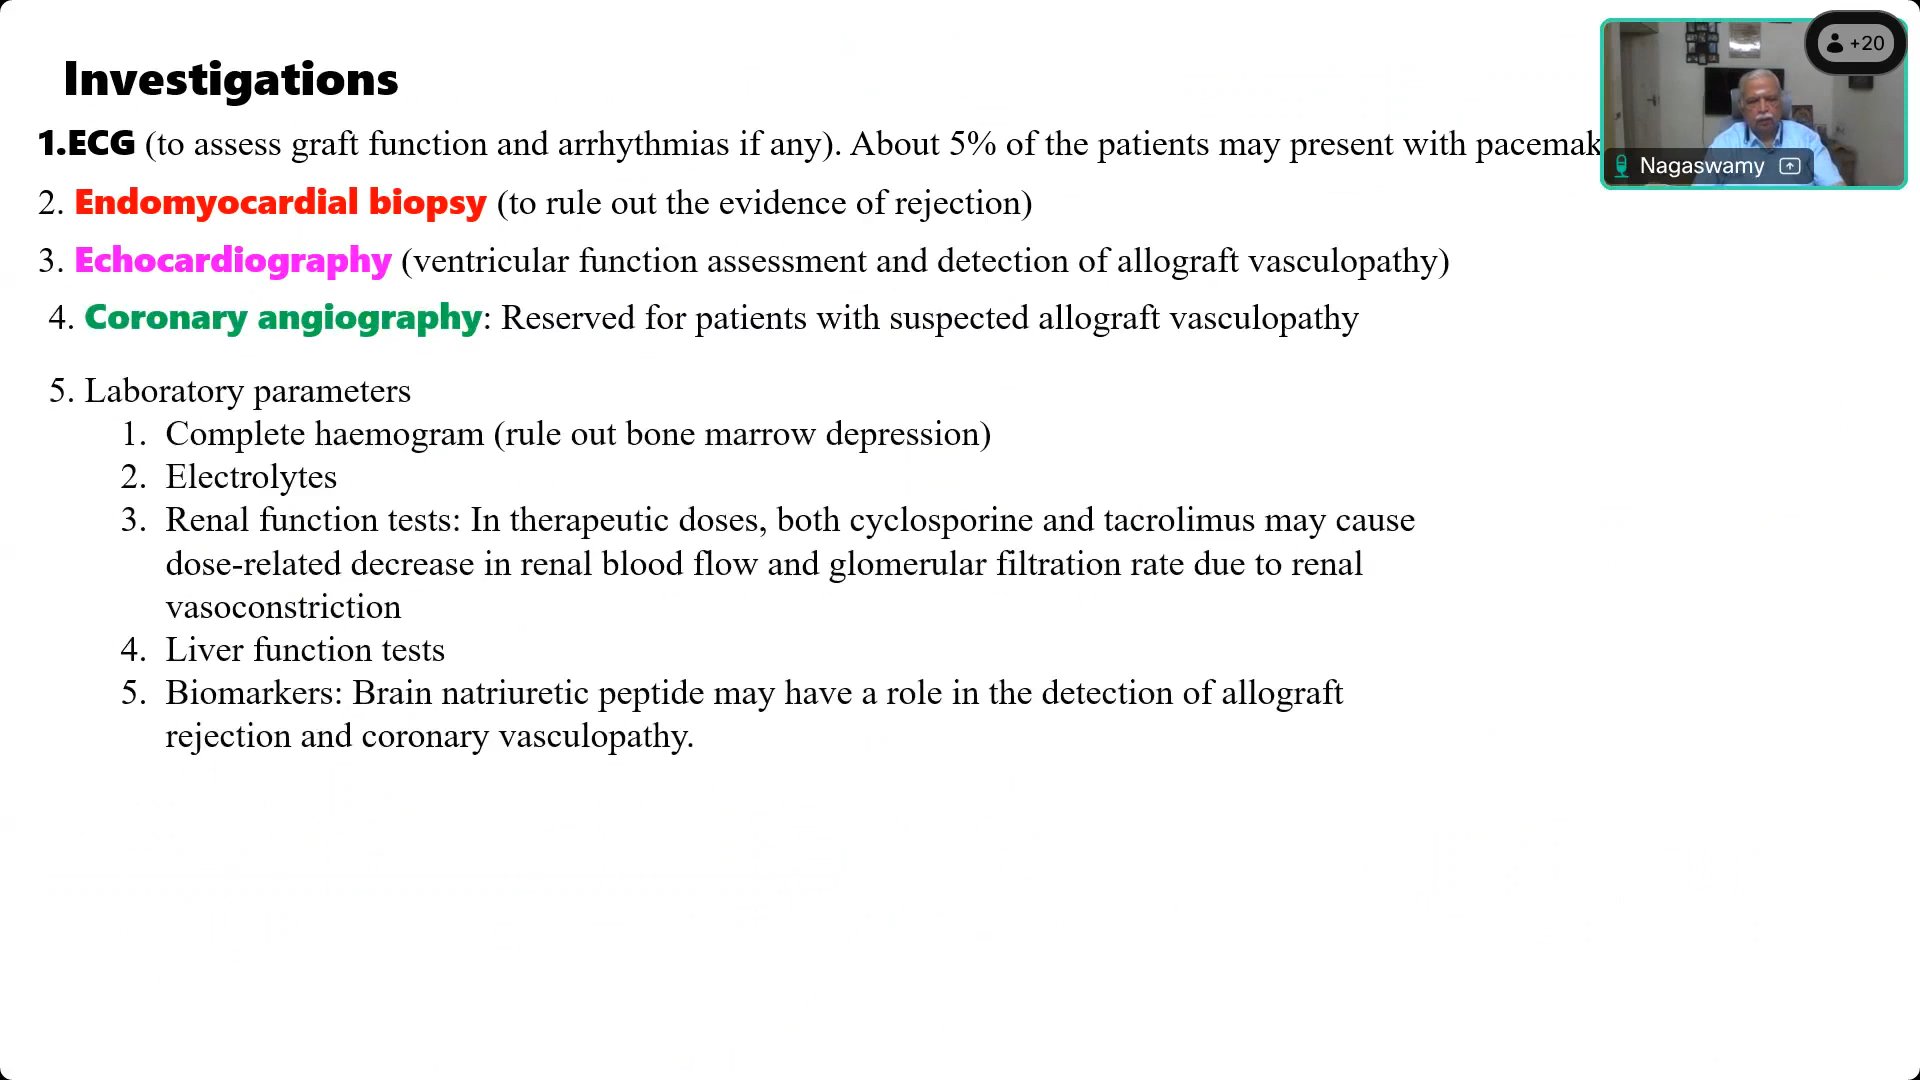 Investigations
1.ECG (to assess graft function and arrhythmias if any). About 5% of the patients may present with
2. Endomyocardial biopsy (to rule out the evidence of rejection)
3. Echocardiography (ventricular function assessment and detection of allograft vasculopathy)
4. Coronary angiography: Reserved for patients with suspected allograft vasculopathy
5. Laboratory parameters
1. Complete haemogram (rule out bone marrow depression)
2. Electrolytes
3. Renal function tests: In therapeutic doses, both cyclosporine and tacrolimus may cause
dose-related decrease in renal blood flow and glomerular filtration rate due to renal
vasoconstriction
4. Liver function tests
5. Biomarkers: Brain natriuretic peptide may have a role in the detection of allograft
rejection and coronary vasculopathy.
+20
Nagaswamy